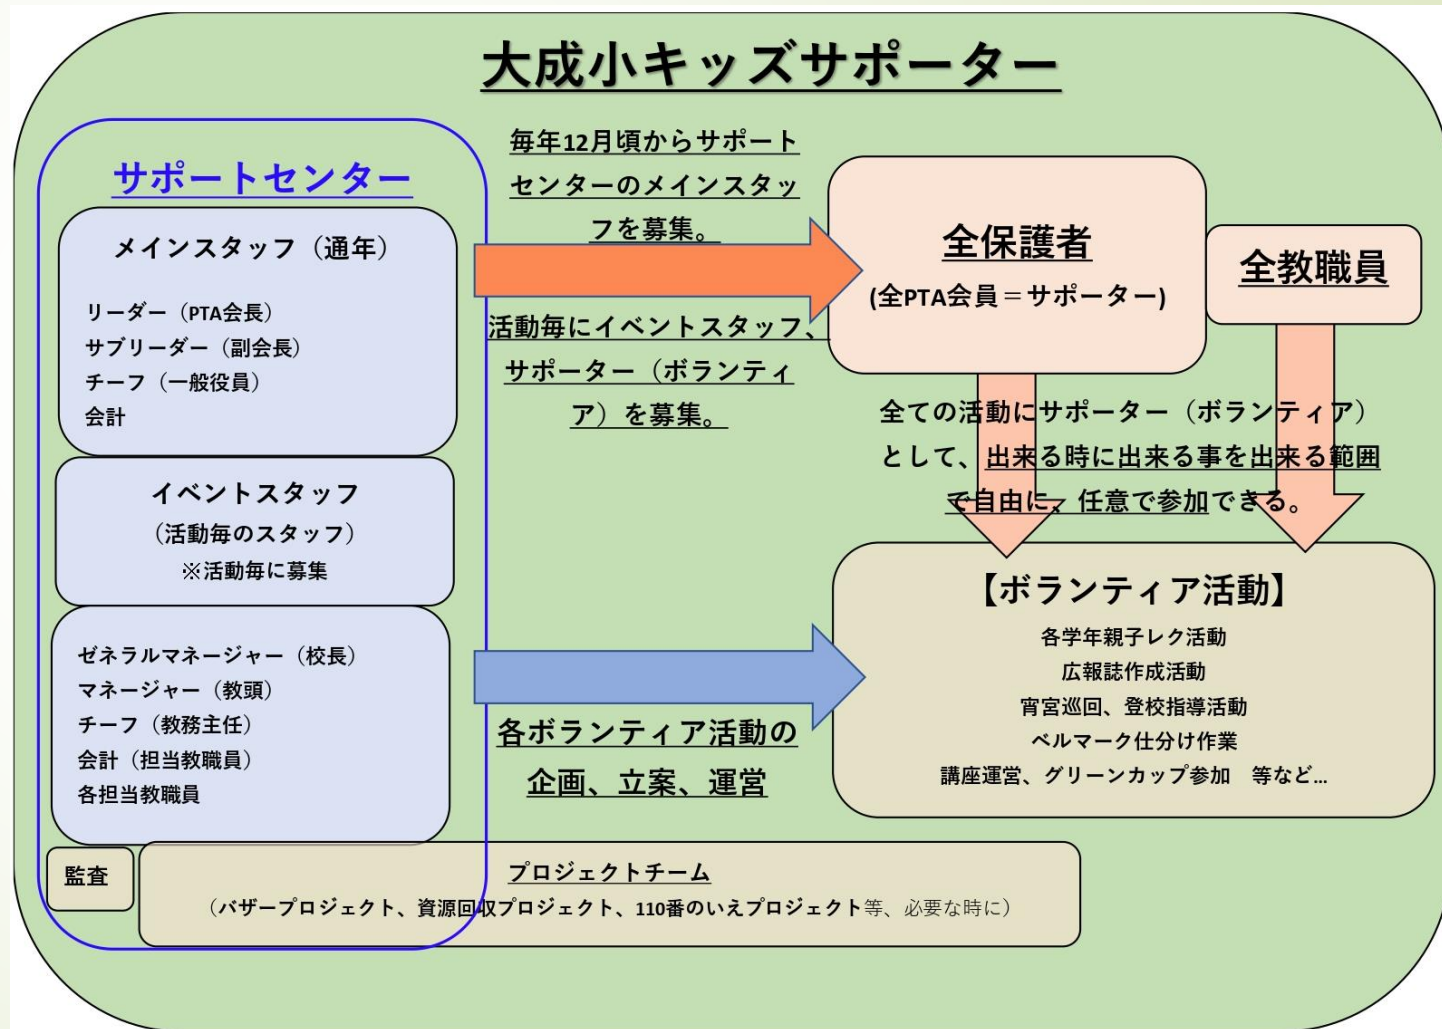 大成小キッズサポーター
サポートセンター
メインスタッフ（通年）
リーダー（PTA会長）
サブリーダー（副会長）
チーフ（一般役員）
会計
イベントスタッフ
（活動毎のスタッフ）
※活動毎に募集
ゼネラルマネージャー（校長）
マネージャー（教頭）
チーフ（教務主任）
会計（担当教職員）
各担当教職員
監査
プロジェクトチーム
（バザープロジェクト、資源回収プロジェクト、110番のいえプロジェクト等、必要な時に）
毎年12月頃からサポート
センターのメインスタッ
フを募集。
活動毎にイベントスタッフ、
サポーター（ボランティ
ア）を募集。
全保護者
(全PTA会員＝サポーター)
全教職員
全ての活動にサポーター（ボランティア）
として、出来る時に出来る事を出来る範囲
で自由に、任意で参加できる。
各ボランティア活動の
企画、立案、運営
【ボランティア活動】
各学年親子レク活動
広報誌作成活動
宵宮巡回、登校指導活動
ベルマーク仕分け作業
講座運営、グリーンカップ参加　等など…